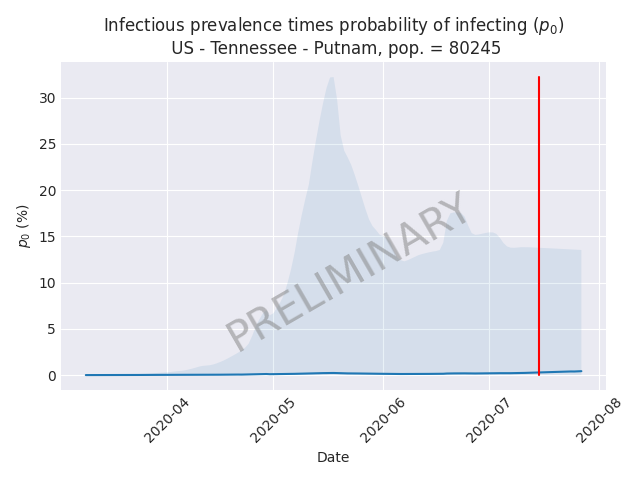 Infectious prevalence times probability of infecting (p0)
US - Tennessee - Putnam, pop. = 80245
30
25
20
15
10
5
0
p0 (%)
PRELIMINARY
2020-04
2020-05
2020-06
2020-07
2020-08
Date